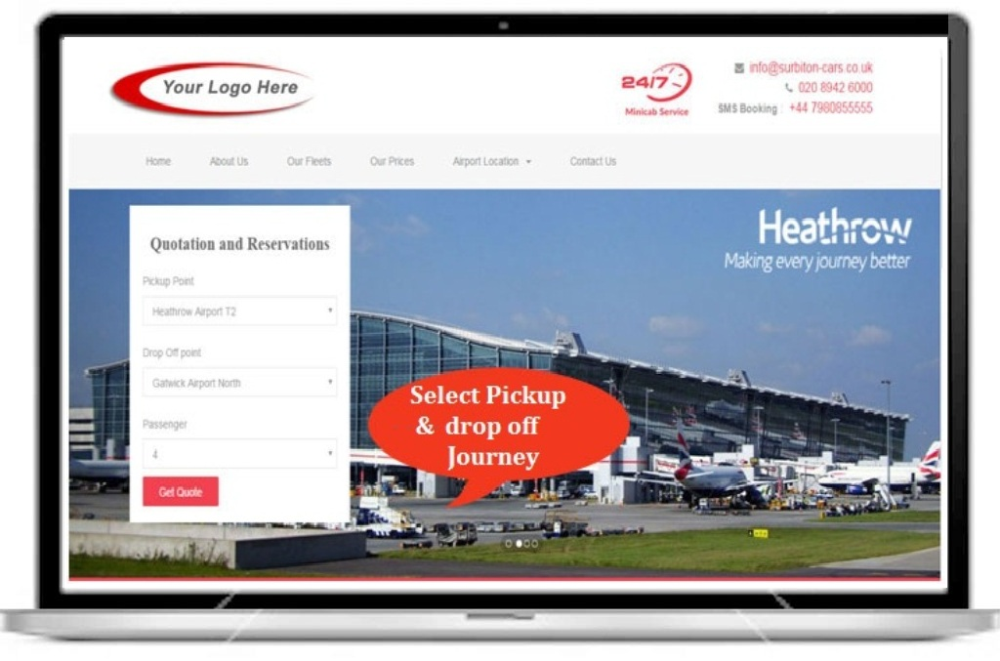 Your Logo Here
24/7
Minicab Service
info@surbiton-cars.co.uk
020 8942 6000
SMS Booking : +44 7980855555
Home About Us Our Fleets Our Prices Airport Location Contact Us
Quotation and Reservations
Pickup Point
Heathrow Airport T2
Drop Off point
Gatwick Airport North
Passenger
4
Get Quote
Heathrow
Making every journey better
Select Pickup
& drop off
Journey